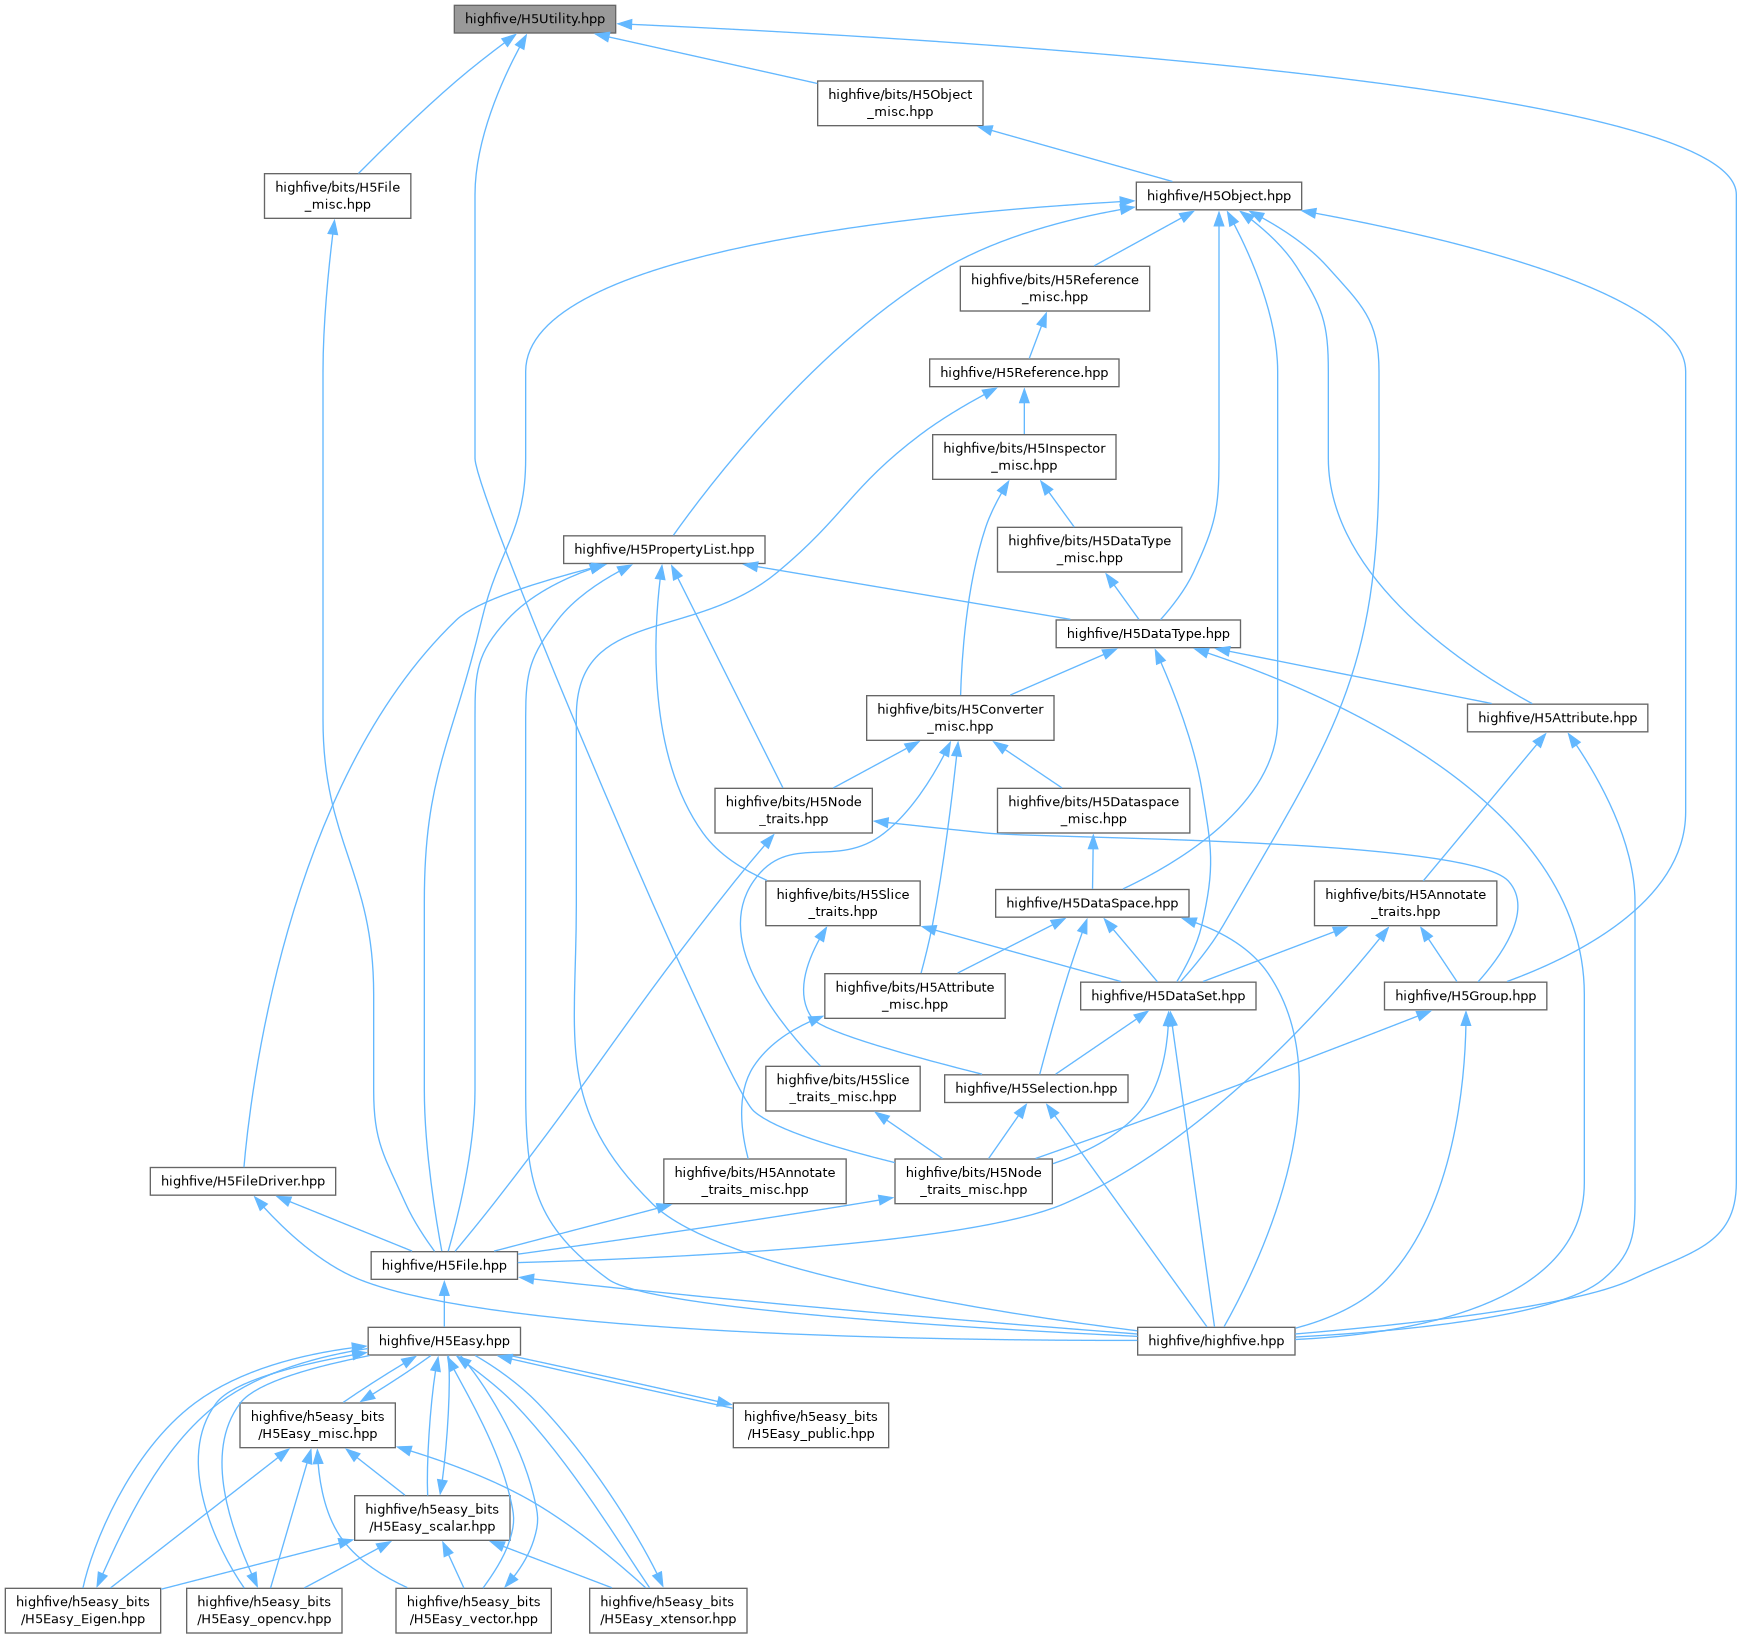 highfive/H5Utility.hpp
highfive/bits/H5Object
_misc.hpp
highfive/bits/H5File
_misc.hpp
highfive/H5Object.hpp
highfive/bits/H5Reference
_misc.hpp
highfive/H5Reference.hpp
highfive/bits/H5Inspector
_misc.hpp
highfive/H5PropertyList.hpp
highfive/bits/H5DataType
_misc.hpp
highfive/H5DataType.hpp
highfive/bits/H5Converter
_misc.hpp
highfive/H5Attribute.hpp
highfive/bits/H5Node
_traits.hpp
highfive/bits/H5Dataspace
_misc.hpp
highfive/bits/H5Slice
_traits.hpp
highfive/H5DataSpace.hpp
highfive/bits/H5Annotate
_traits.hpp
highfive/bits/H5Attribute
_misc.hpp
highfive/H5DataSet.hpp
highfive/H5Group.hpp
highfive/bits/H5Slice
_traits_misc.hpp
highfive/H5Selection.hpp
highfive/H5FileDriver.hpp
highfive/bits/H5Annotate
_traits_misc.hpp
highfive/bits/H5Node
_traits_misc.hpp
highfive/H5File.hpp
highfive/H5Easy.hpp
highfive/highfive.hpp
highfive/h5easy_bits
/H5Easy_misc.hpp
highfive/h5easy_bits
/H5Easy_public.hpp
highfive/h5easy_bits
/H5Easy_scalar.hpp
highfive/h5easy_bits
/H5Easy_Eigen.hpp
highfive/h5easy_bits
/H5Easy_opencv.hpp
highfive/h5easy_bits
/H5Easy_vector.hpp
highfive/h5easy_bits
/H5Easy_xtensor.hpp